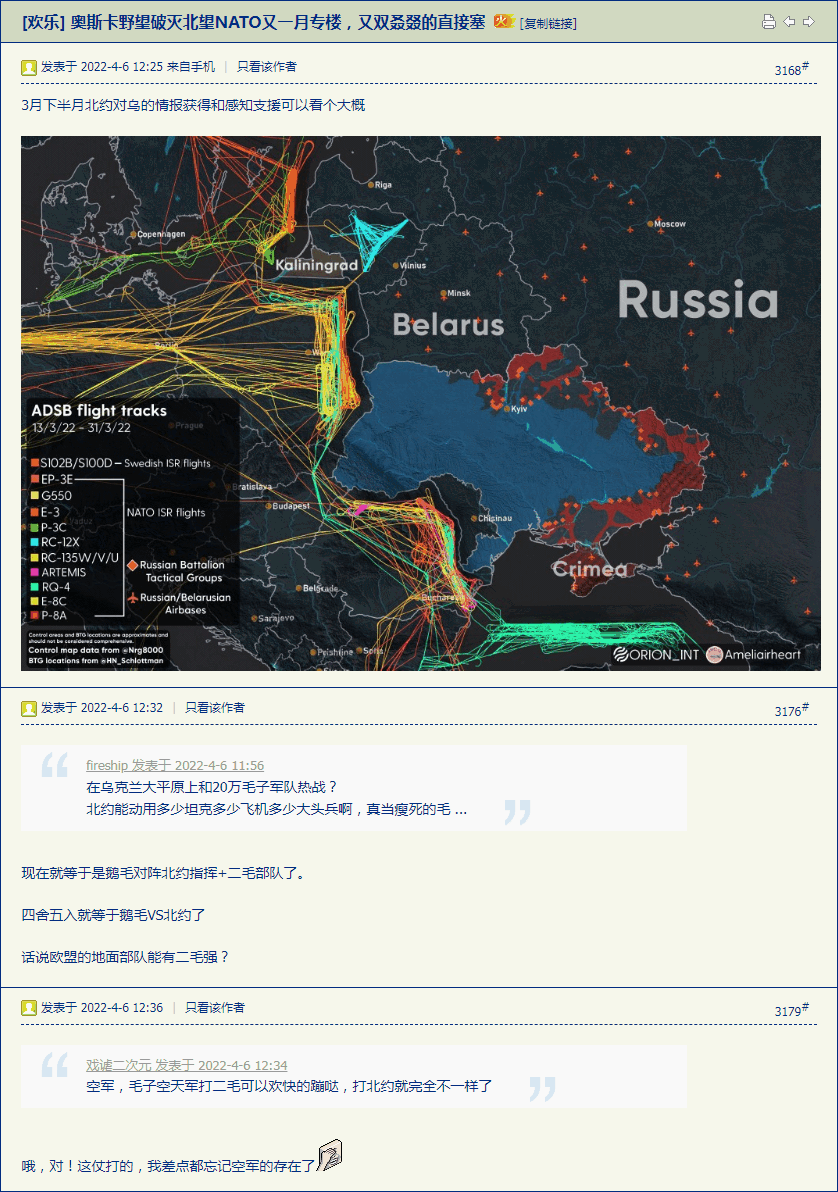 [欢乐] 奥斯卡野望破灭北望NATO又一月专楼，又双叒叕的直接塞 火 [复制链接]
发表于 2022-4-6 12:25 来自手机 | 只看该作者
3168#
3月下半月北约对乌的情报获得和感知支援可以看个大概
Riga
Copenhagen
Moscow
Kaliningrad
Vilnius
Minsk
Russia
Belarus
Kyiv
ADSB flight tracks
13/3/22 – 31/3/22
Prague
S102B/S100D – Swedish ISR flights
EP-3E
G550
E-3
NATO ISR flights
P-3C
RC-12X
RC-135W/V/U
ARTEMIS
RQ-4
E-8C
P-8A
Russian Battalion
Tactical Groups
Russian/Belarusian
Airbases
Bratislava
Budapest
Chisinau
Crimea
Belgrade
Bucharest
Sarajevo
Prishtine
Sofia
Control areas and BTG locations are approximates and
should not be considered comprehensive.
Control map data from @Nrg8000
BTG locations from @HN_Schlottman
ORION_INT
Ameliairheart
发表于 2022-4-6 12:32 | 只看该作者
3176#
fireship 发表于 2022-4-6 11:56
在乌克兰大平原上和20万毛子军队热战？
北约能动用多少坦克多少飞机多少大头兵啊，真当瘦死的毛 ...
现在就等于是鹅毛对阵北约指挥+二毛部队了。
四舍五入就等于鹅毛VS北约了
话说欧盟的地面部队能有二毛强？
发表于 2022-4-6 12:36 | 只看该作者
3179#
戏谑二次元 发表于 2022-4-6 12:34
空军，毛子空天军打二毛可以欢快的蹦哒，打北约就完全不一样了
哦，对！这仗打的，我差点都忘记空军的存在了